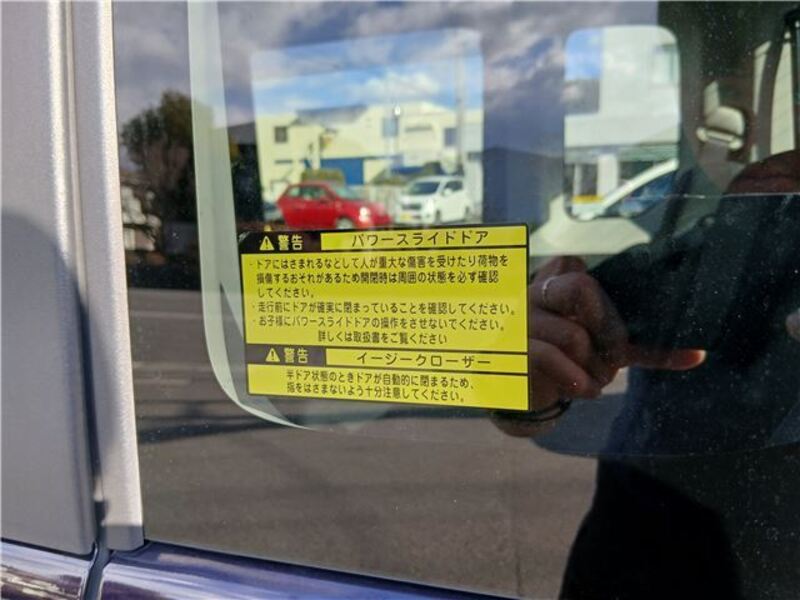 ⚠警告 パワースライドドア
・ドアにはさまれるなどして人が重大な傷害を受けたり荷物を
損傷するおそれがあるため開閉時は周囲の状態を必ず確認
してください。
・走行前にドアが確実に閉まっていることを確認してください。
・お子様にパワースライドドアの操作をさせないでください。
詳しくは取扱書をご覧ください
⚠警告 イージークローザー
半ドア状態のときドアが自動的に閉まるため、
指をはさまないよう十分注意してください。